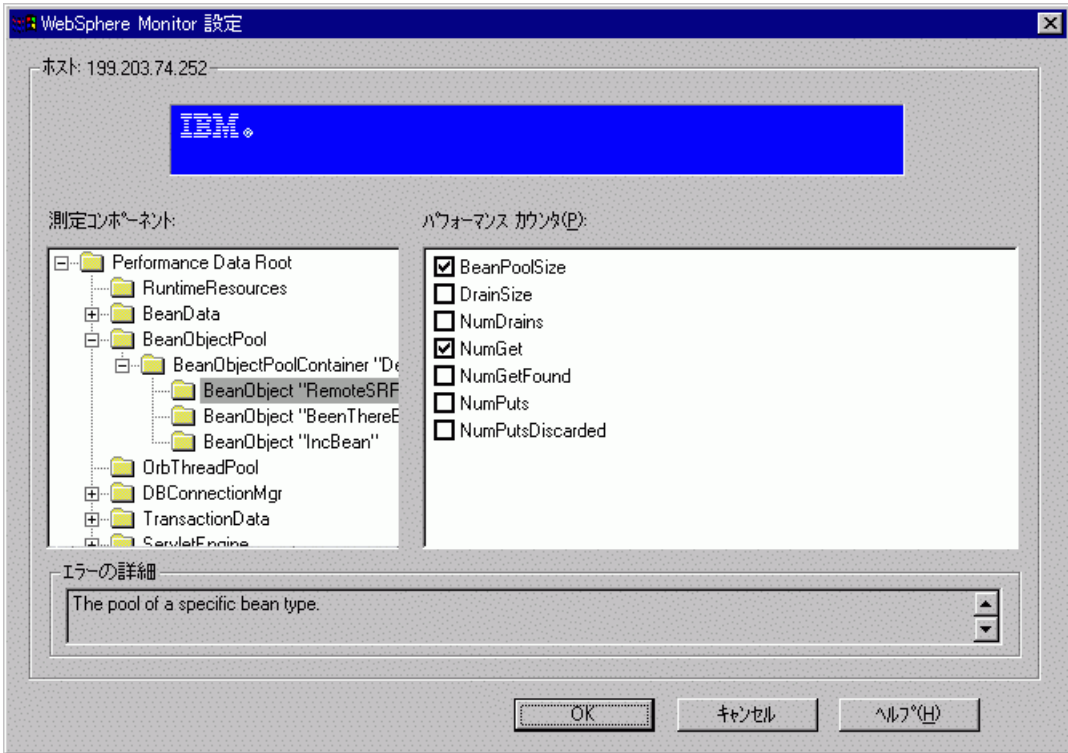 WebSphere Monitor 設定
ホスト: 199.203.74.252
IBM®
測定コンポーネント:
パフォーマンス カウンタ(P):
Performance Data Root
RuntimeResources
BeanData
BeanObjectPool
BeanObjectPoolContainer "De
BeanObject "RemoteSRF
BeanObject "BeenThereE
BeanObject "IncBean"
OrbThreadPool
DBConnectionMgr
TransactionData
ServletEngine
BeanPoolSize
DrainSize
NumDrains
NumGet
NumGetFound
NumPuts
NumPutsDiscarded
エラーの詳細
The pool of a specific bean type.
OK
キャンセル
ヘルプ(H)